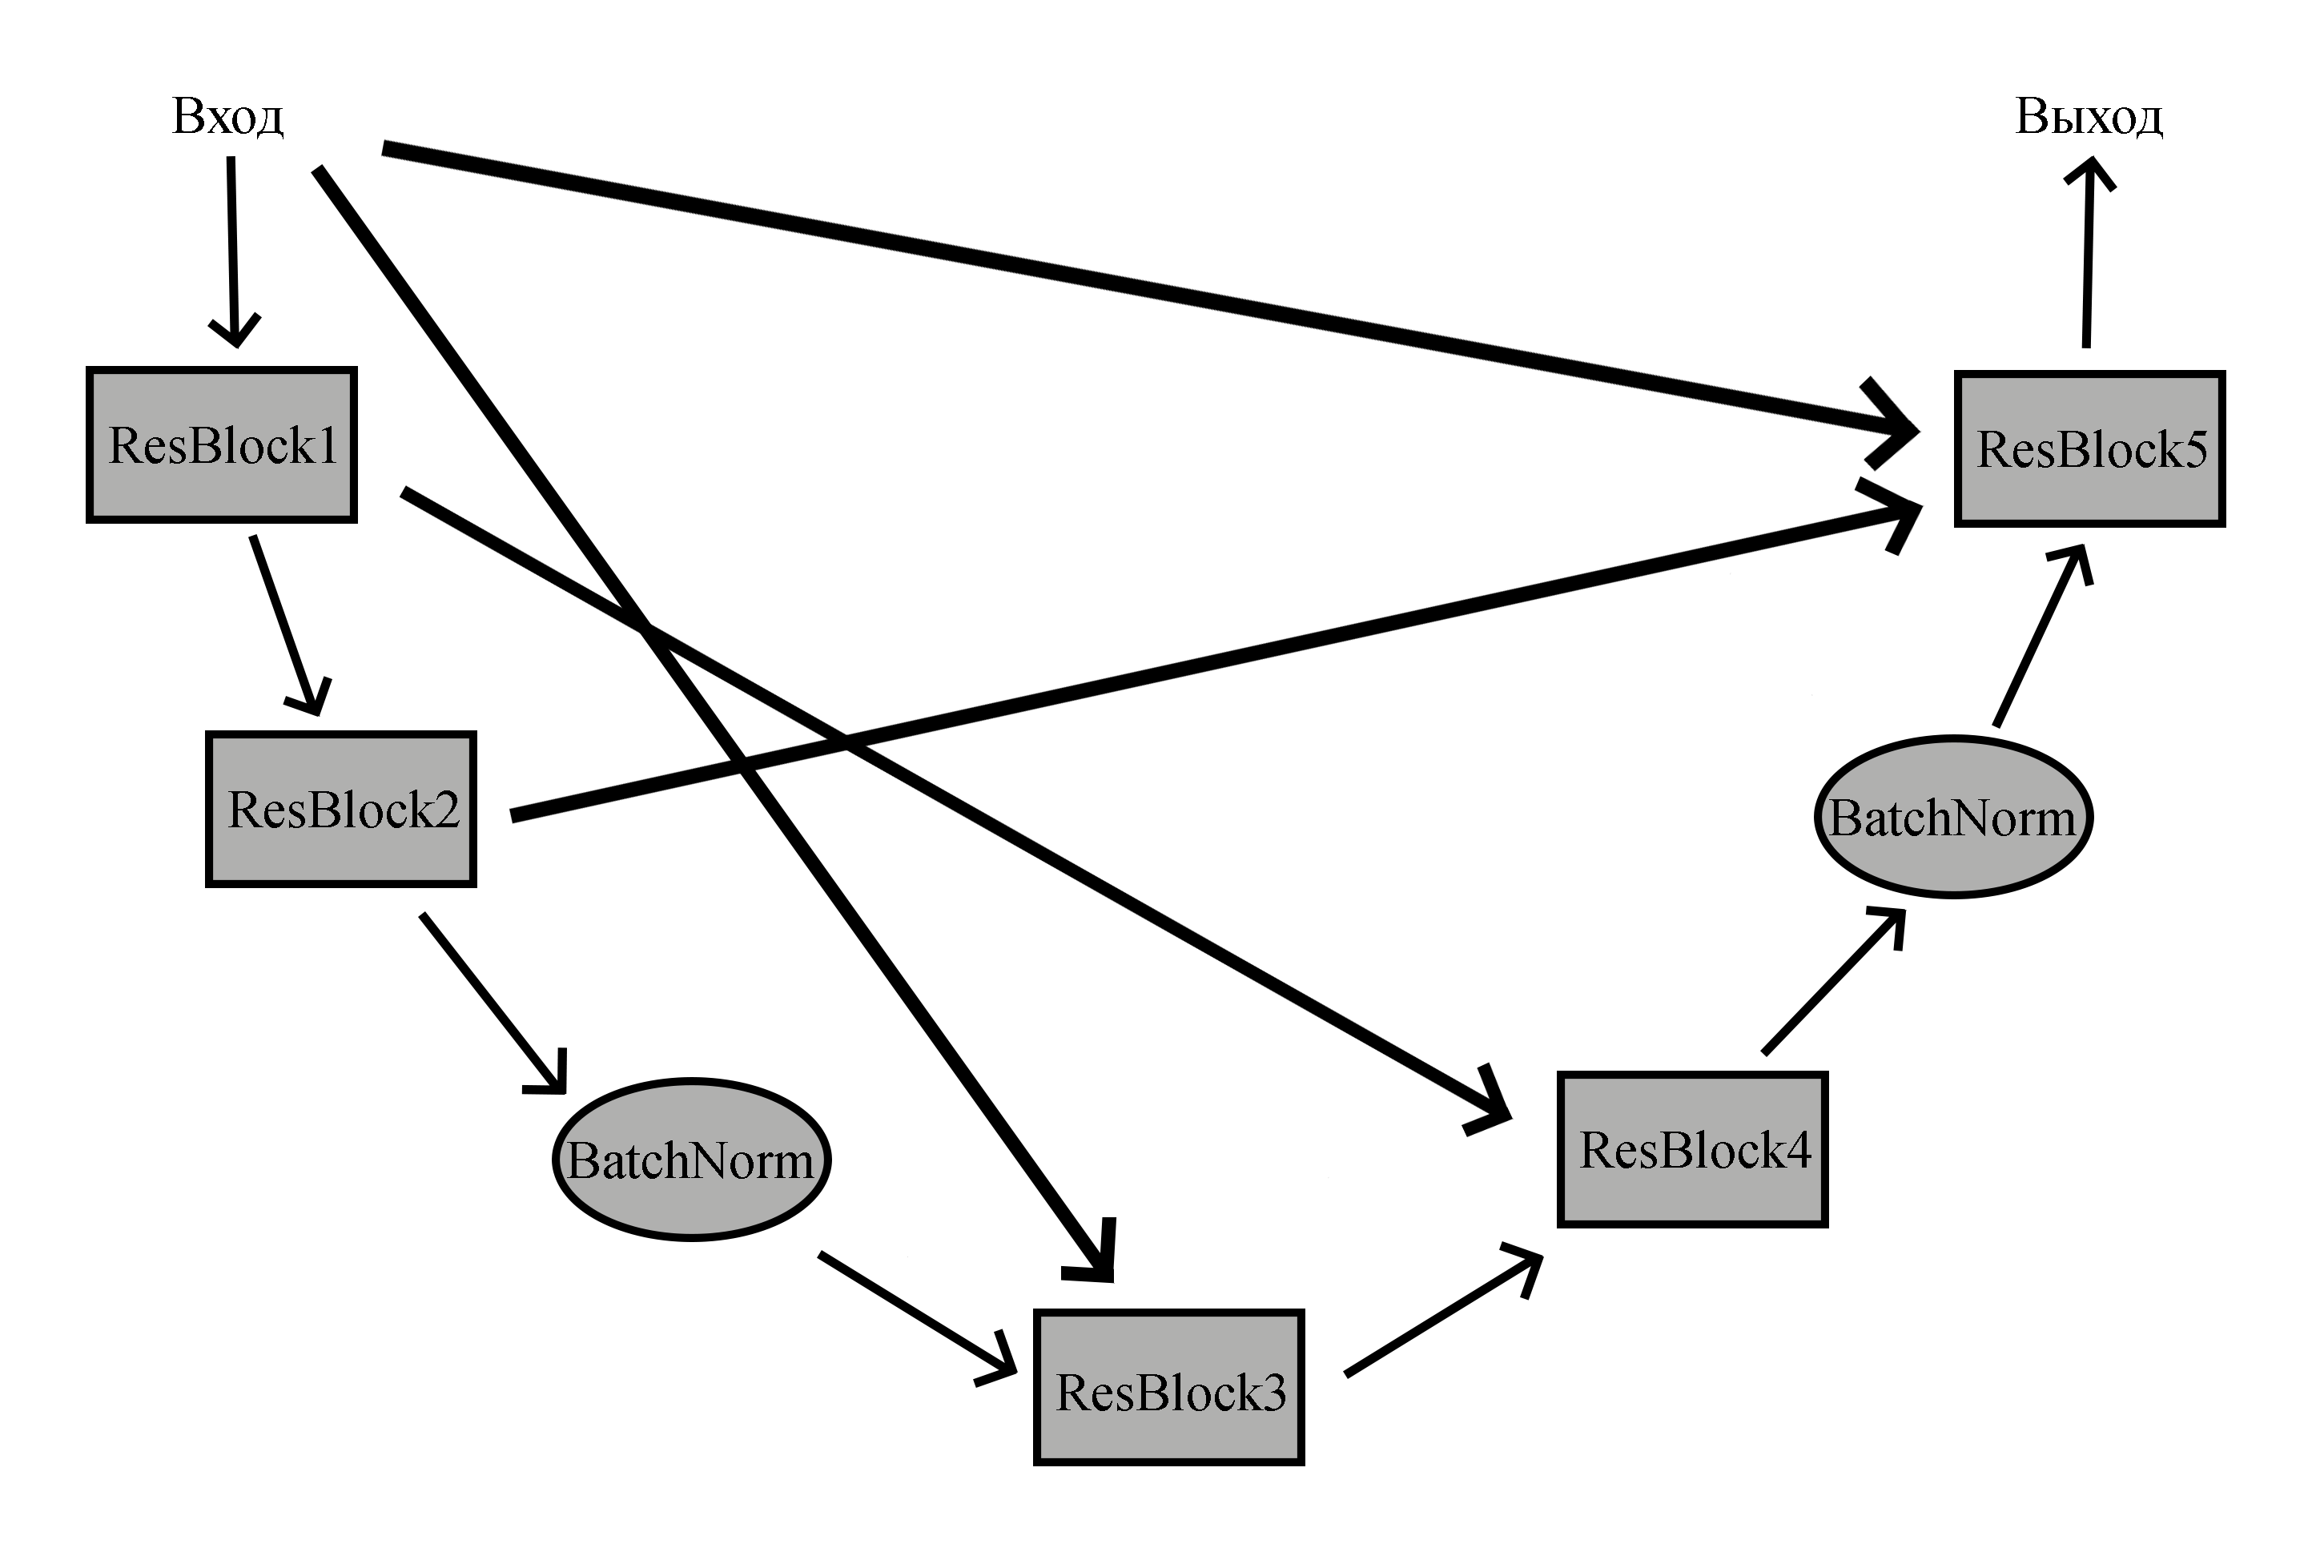 Вход
Выход
ResBlock1
ResBlock5
ResBlock2
BatchNorm
BatchNorm
ResBlock4
ResBlock3